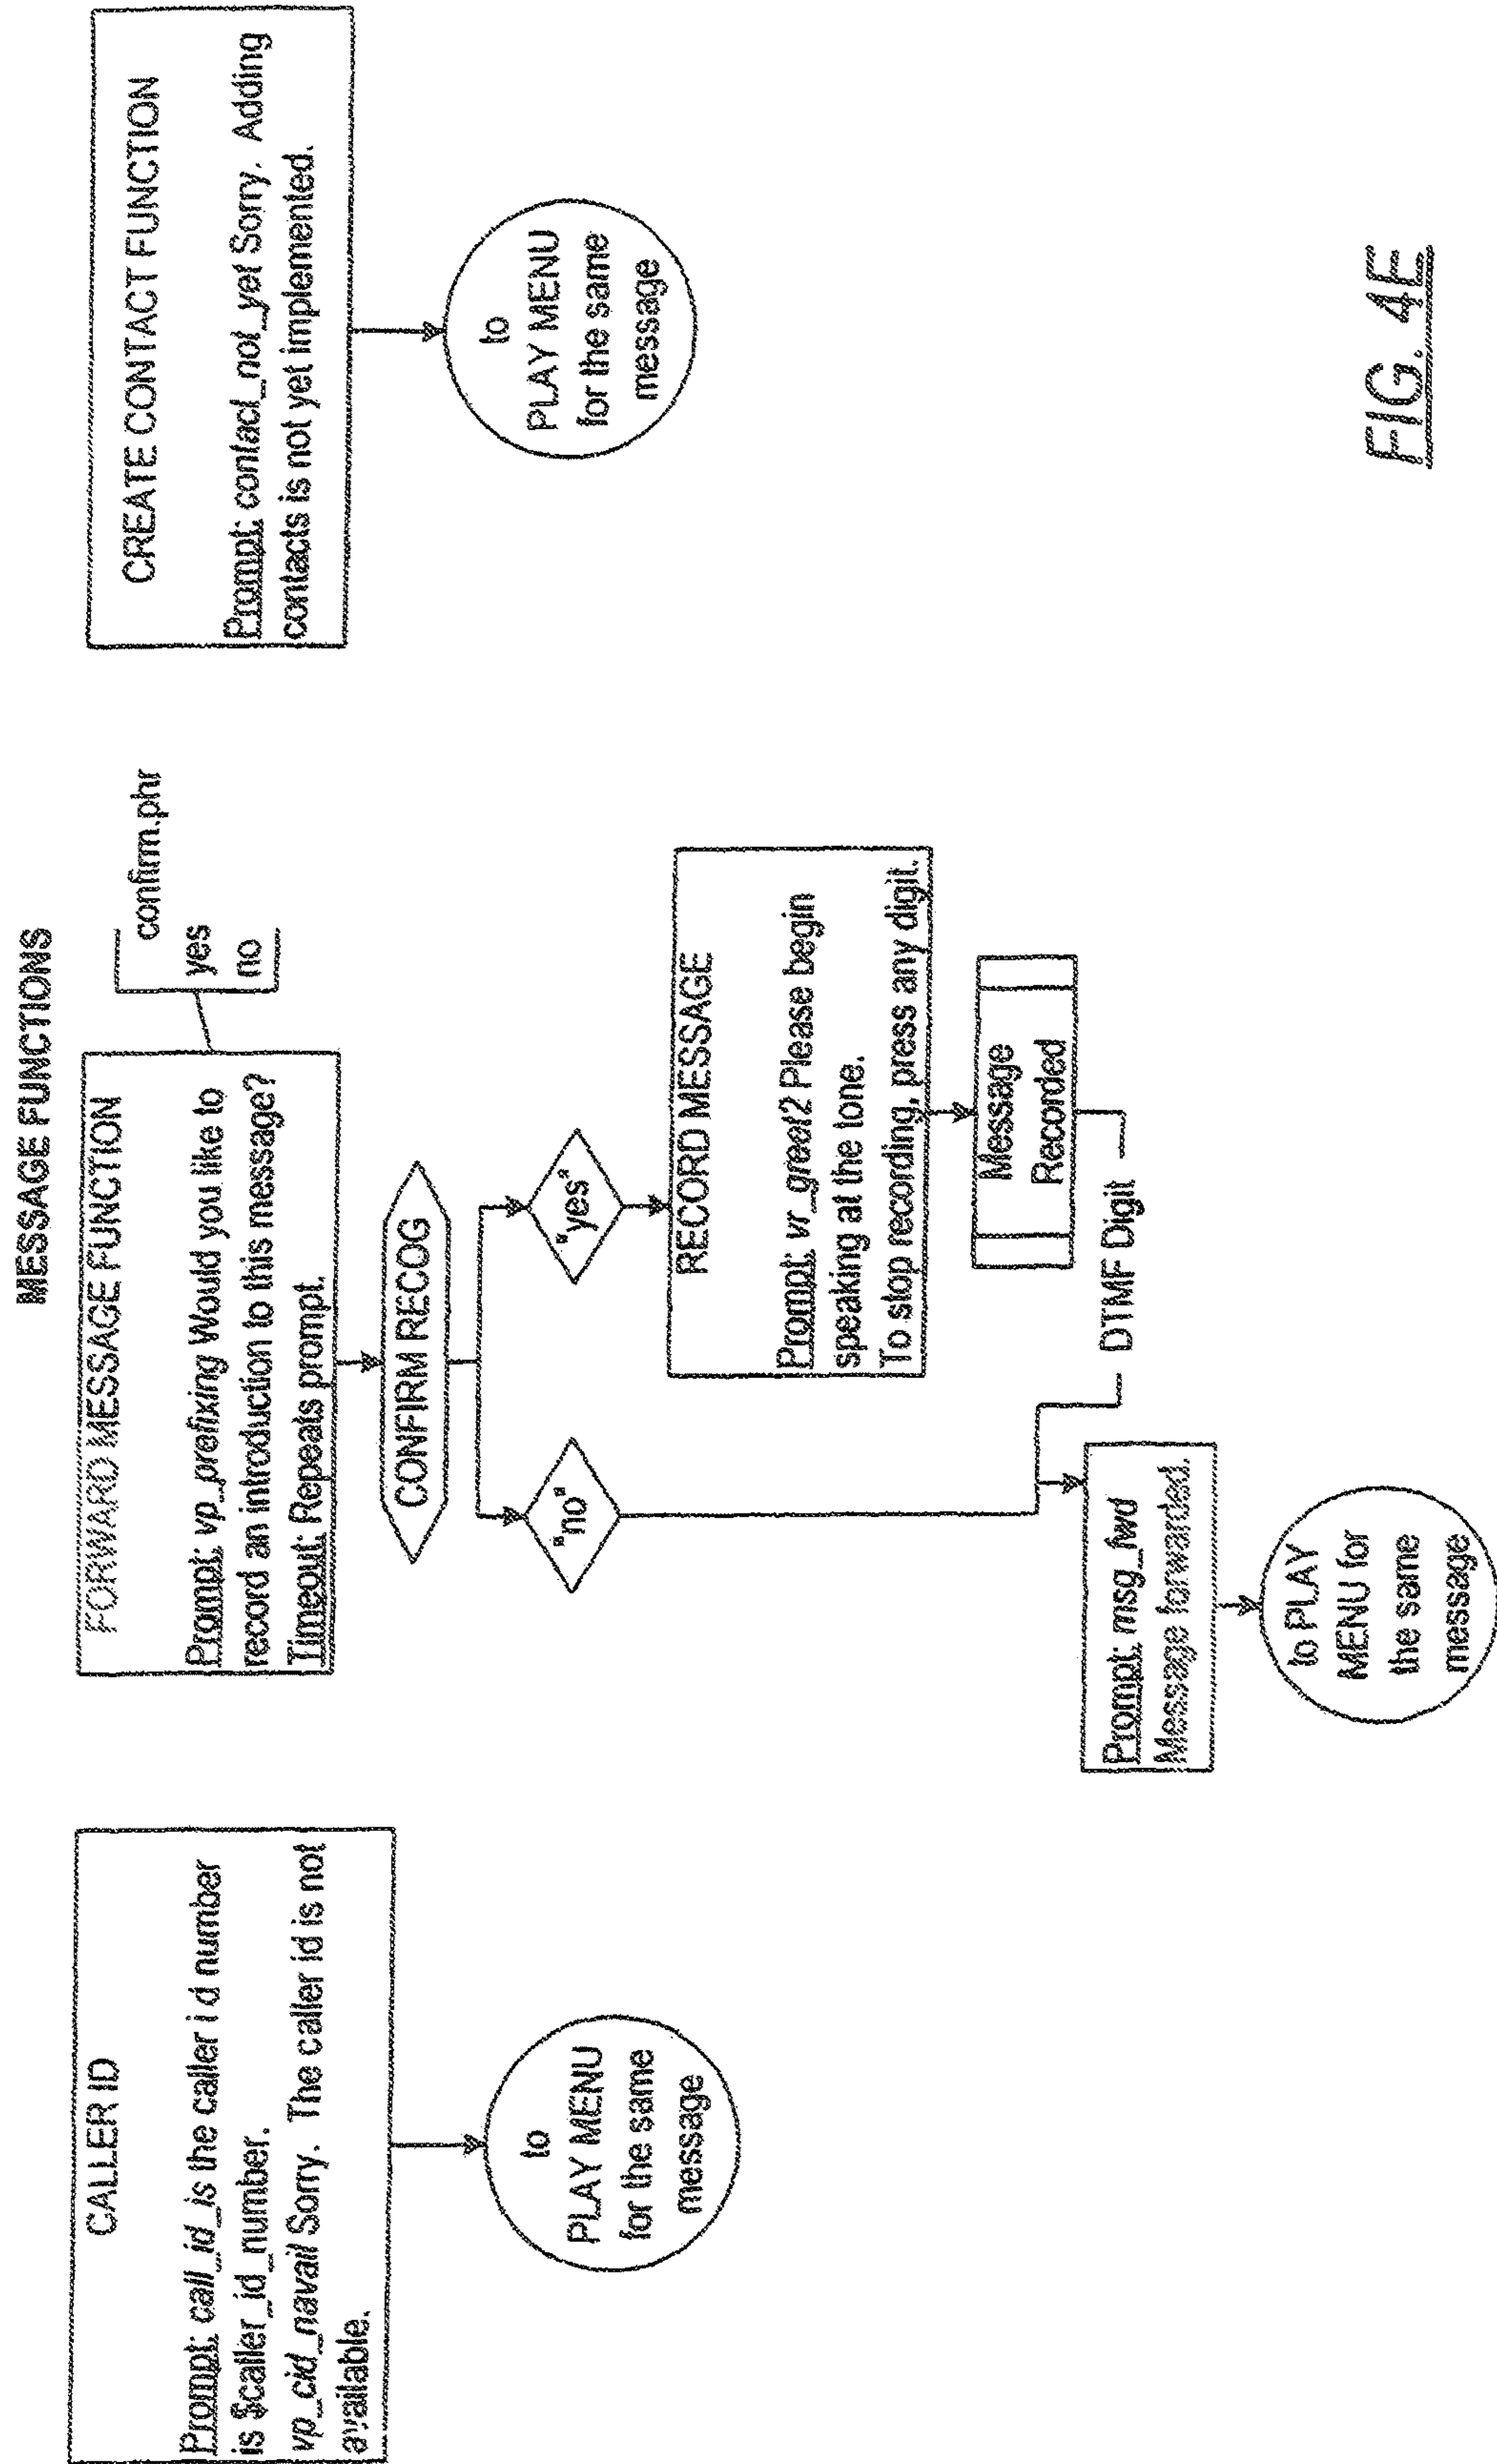 MESSAGE FUNCTIONS
CALLER ID
Prompt: call_id_is the caller i d number
is $caller_id_number.
vp_cid_navail Sorry. The caller id is not
available.
to
PLAY MENU
for the same
message
FORWARD MESSAGE FUNCTION
Prompt: vp_prefixing Would you like to
record an introduction to this message?
Timeout: Repeats prompt.
confirm.phr
yes
no
CONFIRM RECOG
"no"
"yes"
RECORD MESSAGE
Prompt: vr_greet2 Please begin
speaking at the tone.
To stop recording, press any digit.
Message
Recorded
DTMF Digit
Prompt: msg_fwd
Message forwarded.
to PLAY
MENU for
the same
message
CREATE CONTACT FUNCTION
Prompt: contact_not_yet Sorry. Adding
contacts is not yet implemented.
to
PLAY MENU
for the same
message
FIG. 4E